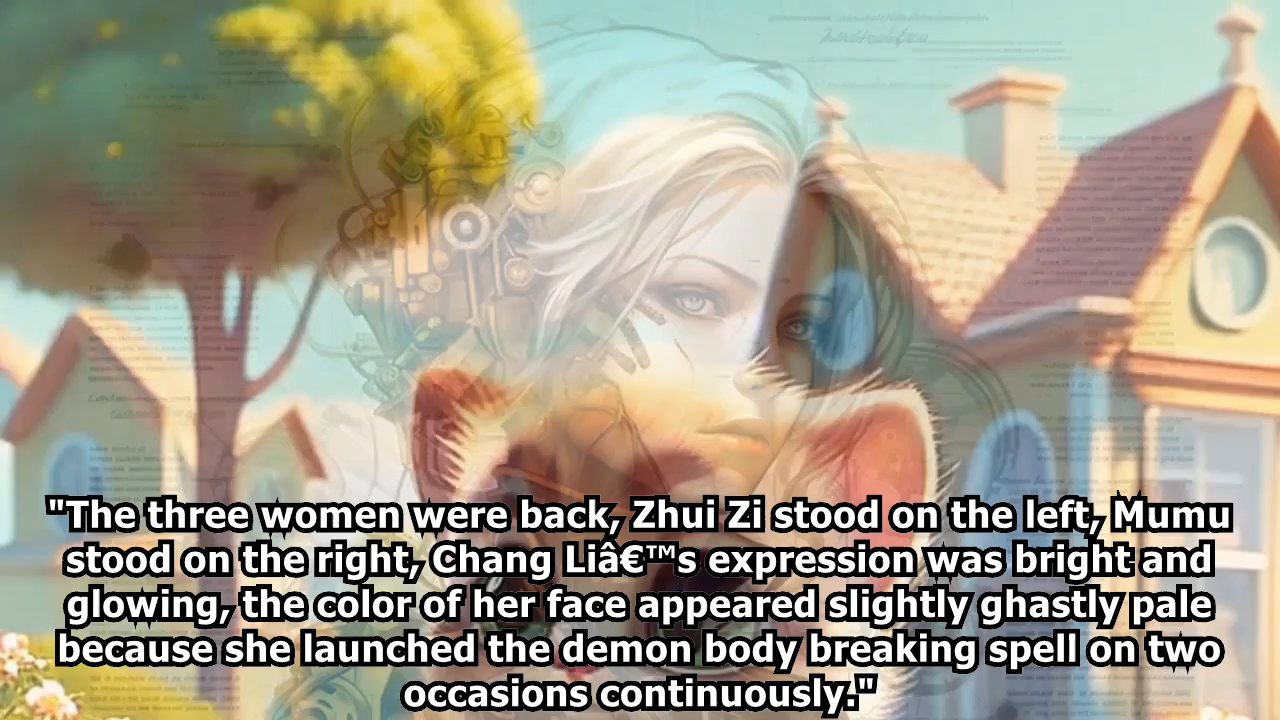 "The three women were back, Zhui Zi stood on the left, Mumu
stood on the right, Chang Liâ€™s expression was bright and
glowing, the color of her face appeared slightly ghastly pale
because she launched the demon body breaking spell on two
occasions continuously."